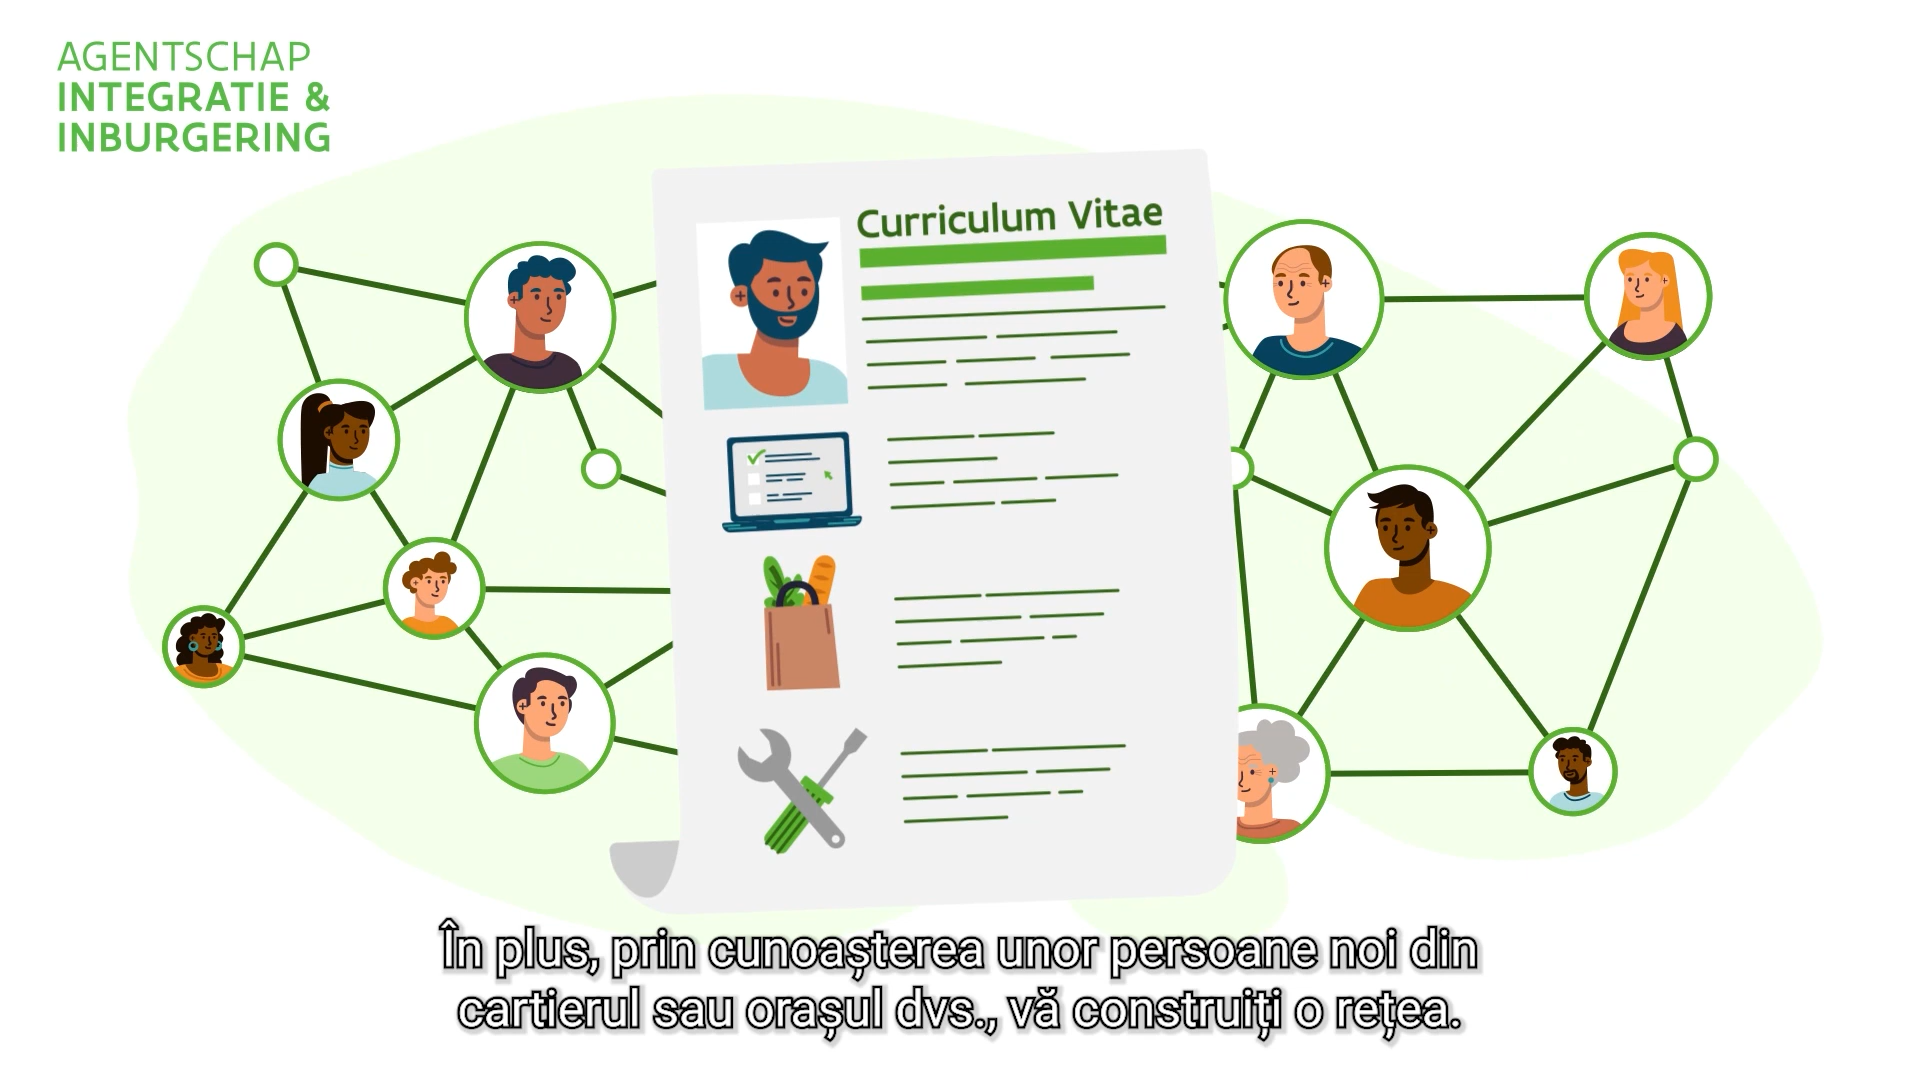 AGENTSCHAP
INTEGRATIE &
INBURGERING
Curriculum Vitae
În plus, prin cunoașterea unor persoane noi din
cartierul sau orașul dvs., vă construiți o rețea.